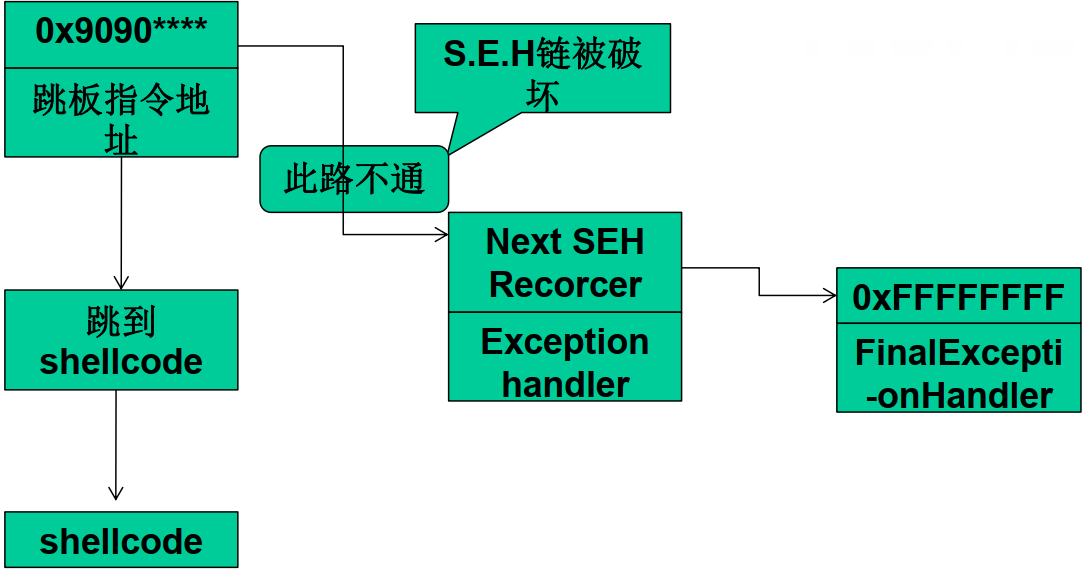 0x9090****
跳板指令地
址
S.E.H链被破
坏
此路不通
Next SEH
Recorcer
Exception
handler
0xFFFFFFFF
FinalExcepti
-onHandler
跳到
shellcode
shellcode